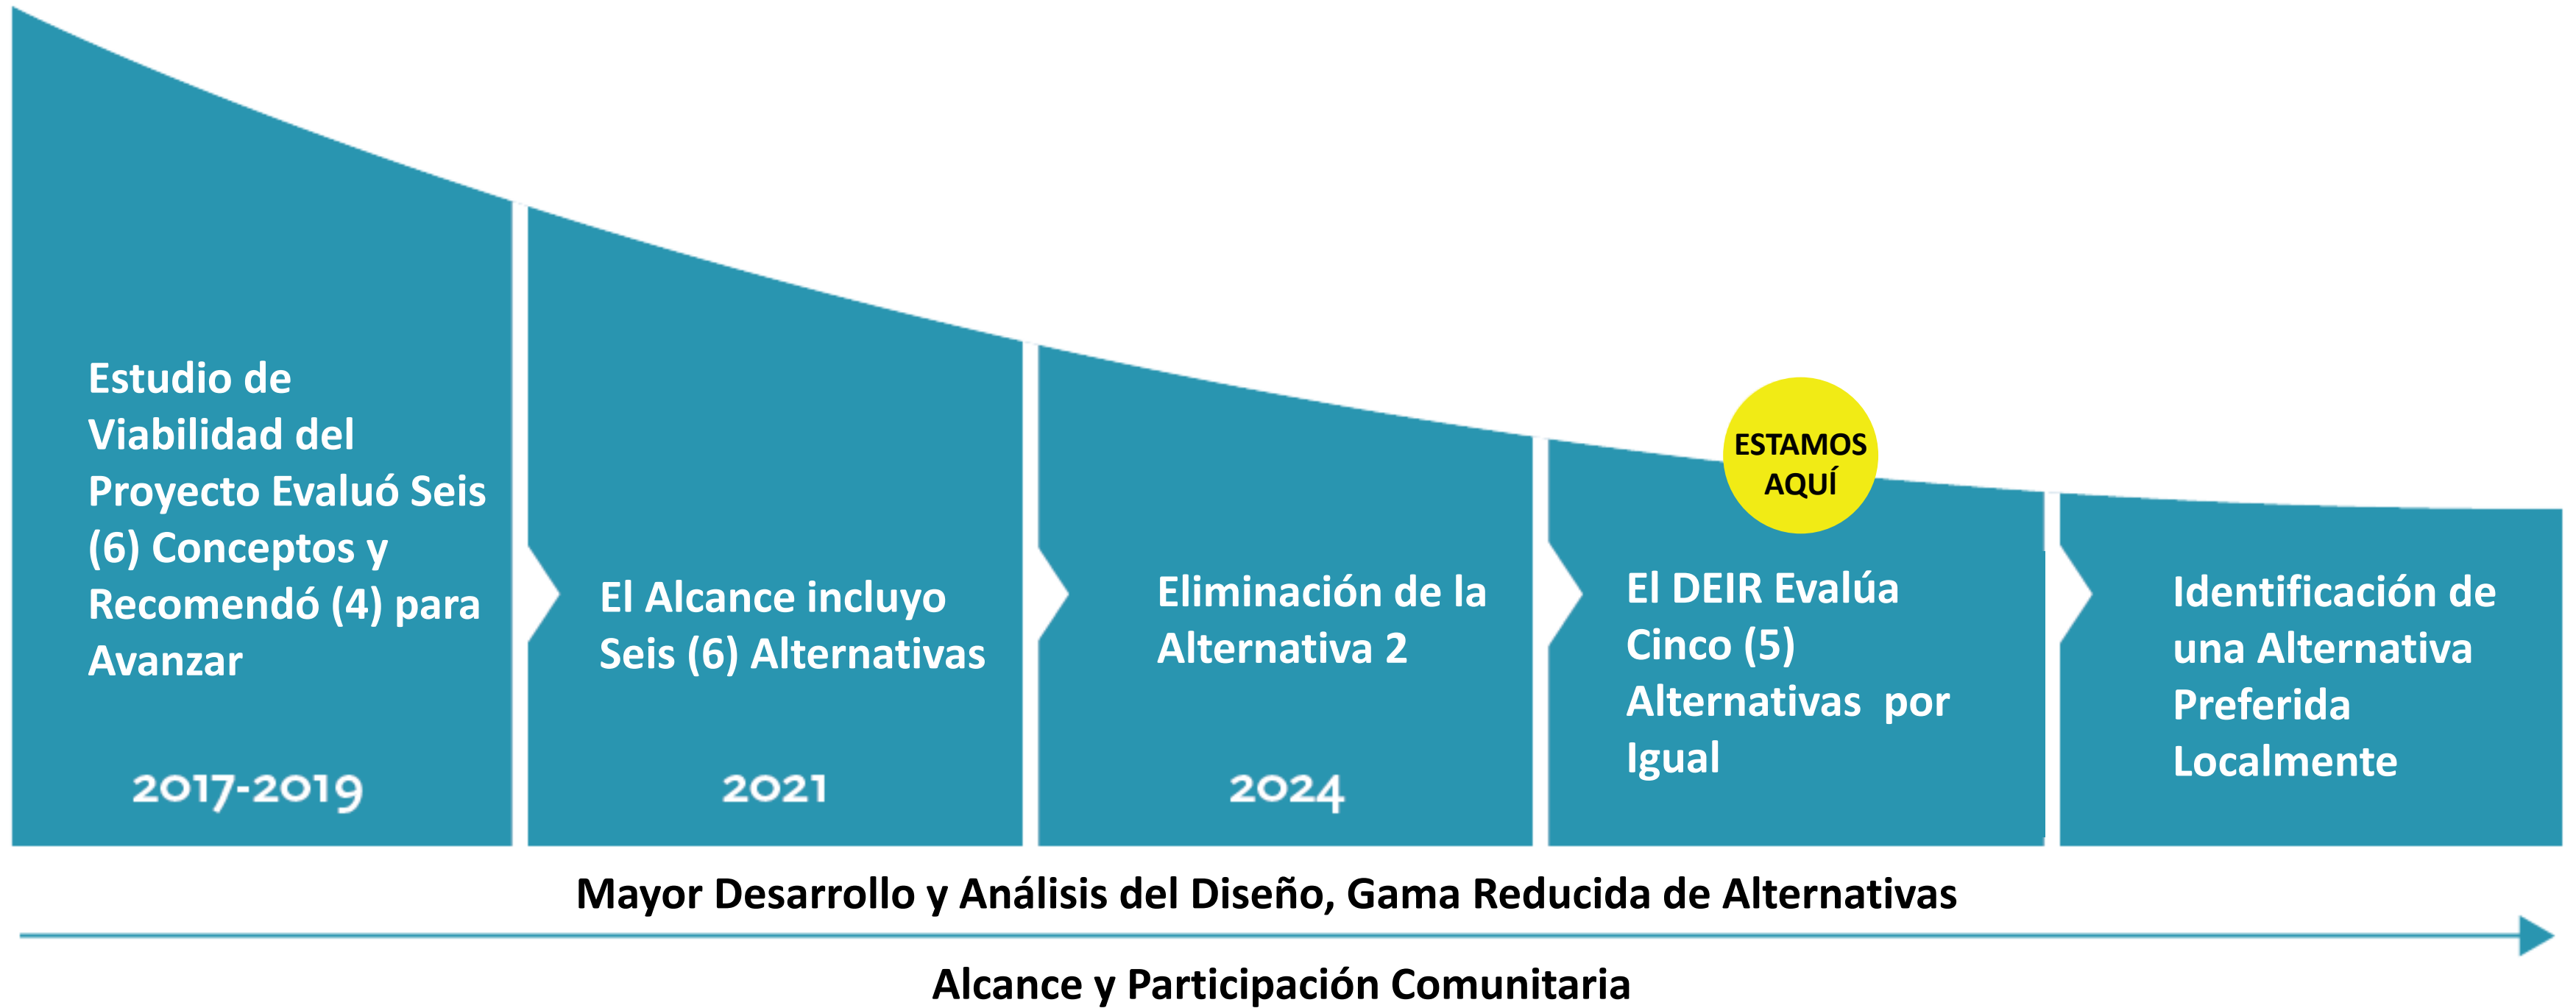 Estudio de
Viabilidad del
Proyecto Evaluó Seis
(6) Conceptos y
Recomendó (4) para
Avanzar
2017-2019
El Alcance incluyo
Seis (6) Alternativas
2021
Eliminación de la
Alternativa 2
2024
ESTAMOS
AQUÍ
El DEIR Evalúa
Cinco (5)
Alternativas por
Igual
Identificación de
una Alternativa
Preferida
Localmente
Mayor Desarrollo y Análisis del Diseño, Gama Reducida de Alternativas
Alcance y Participación Comunitaria